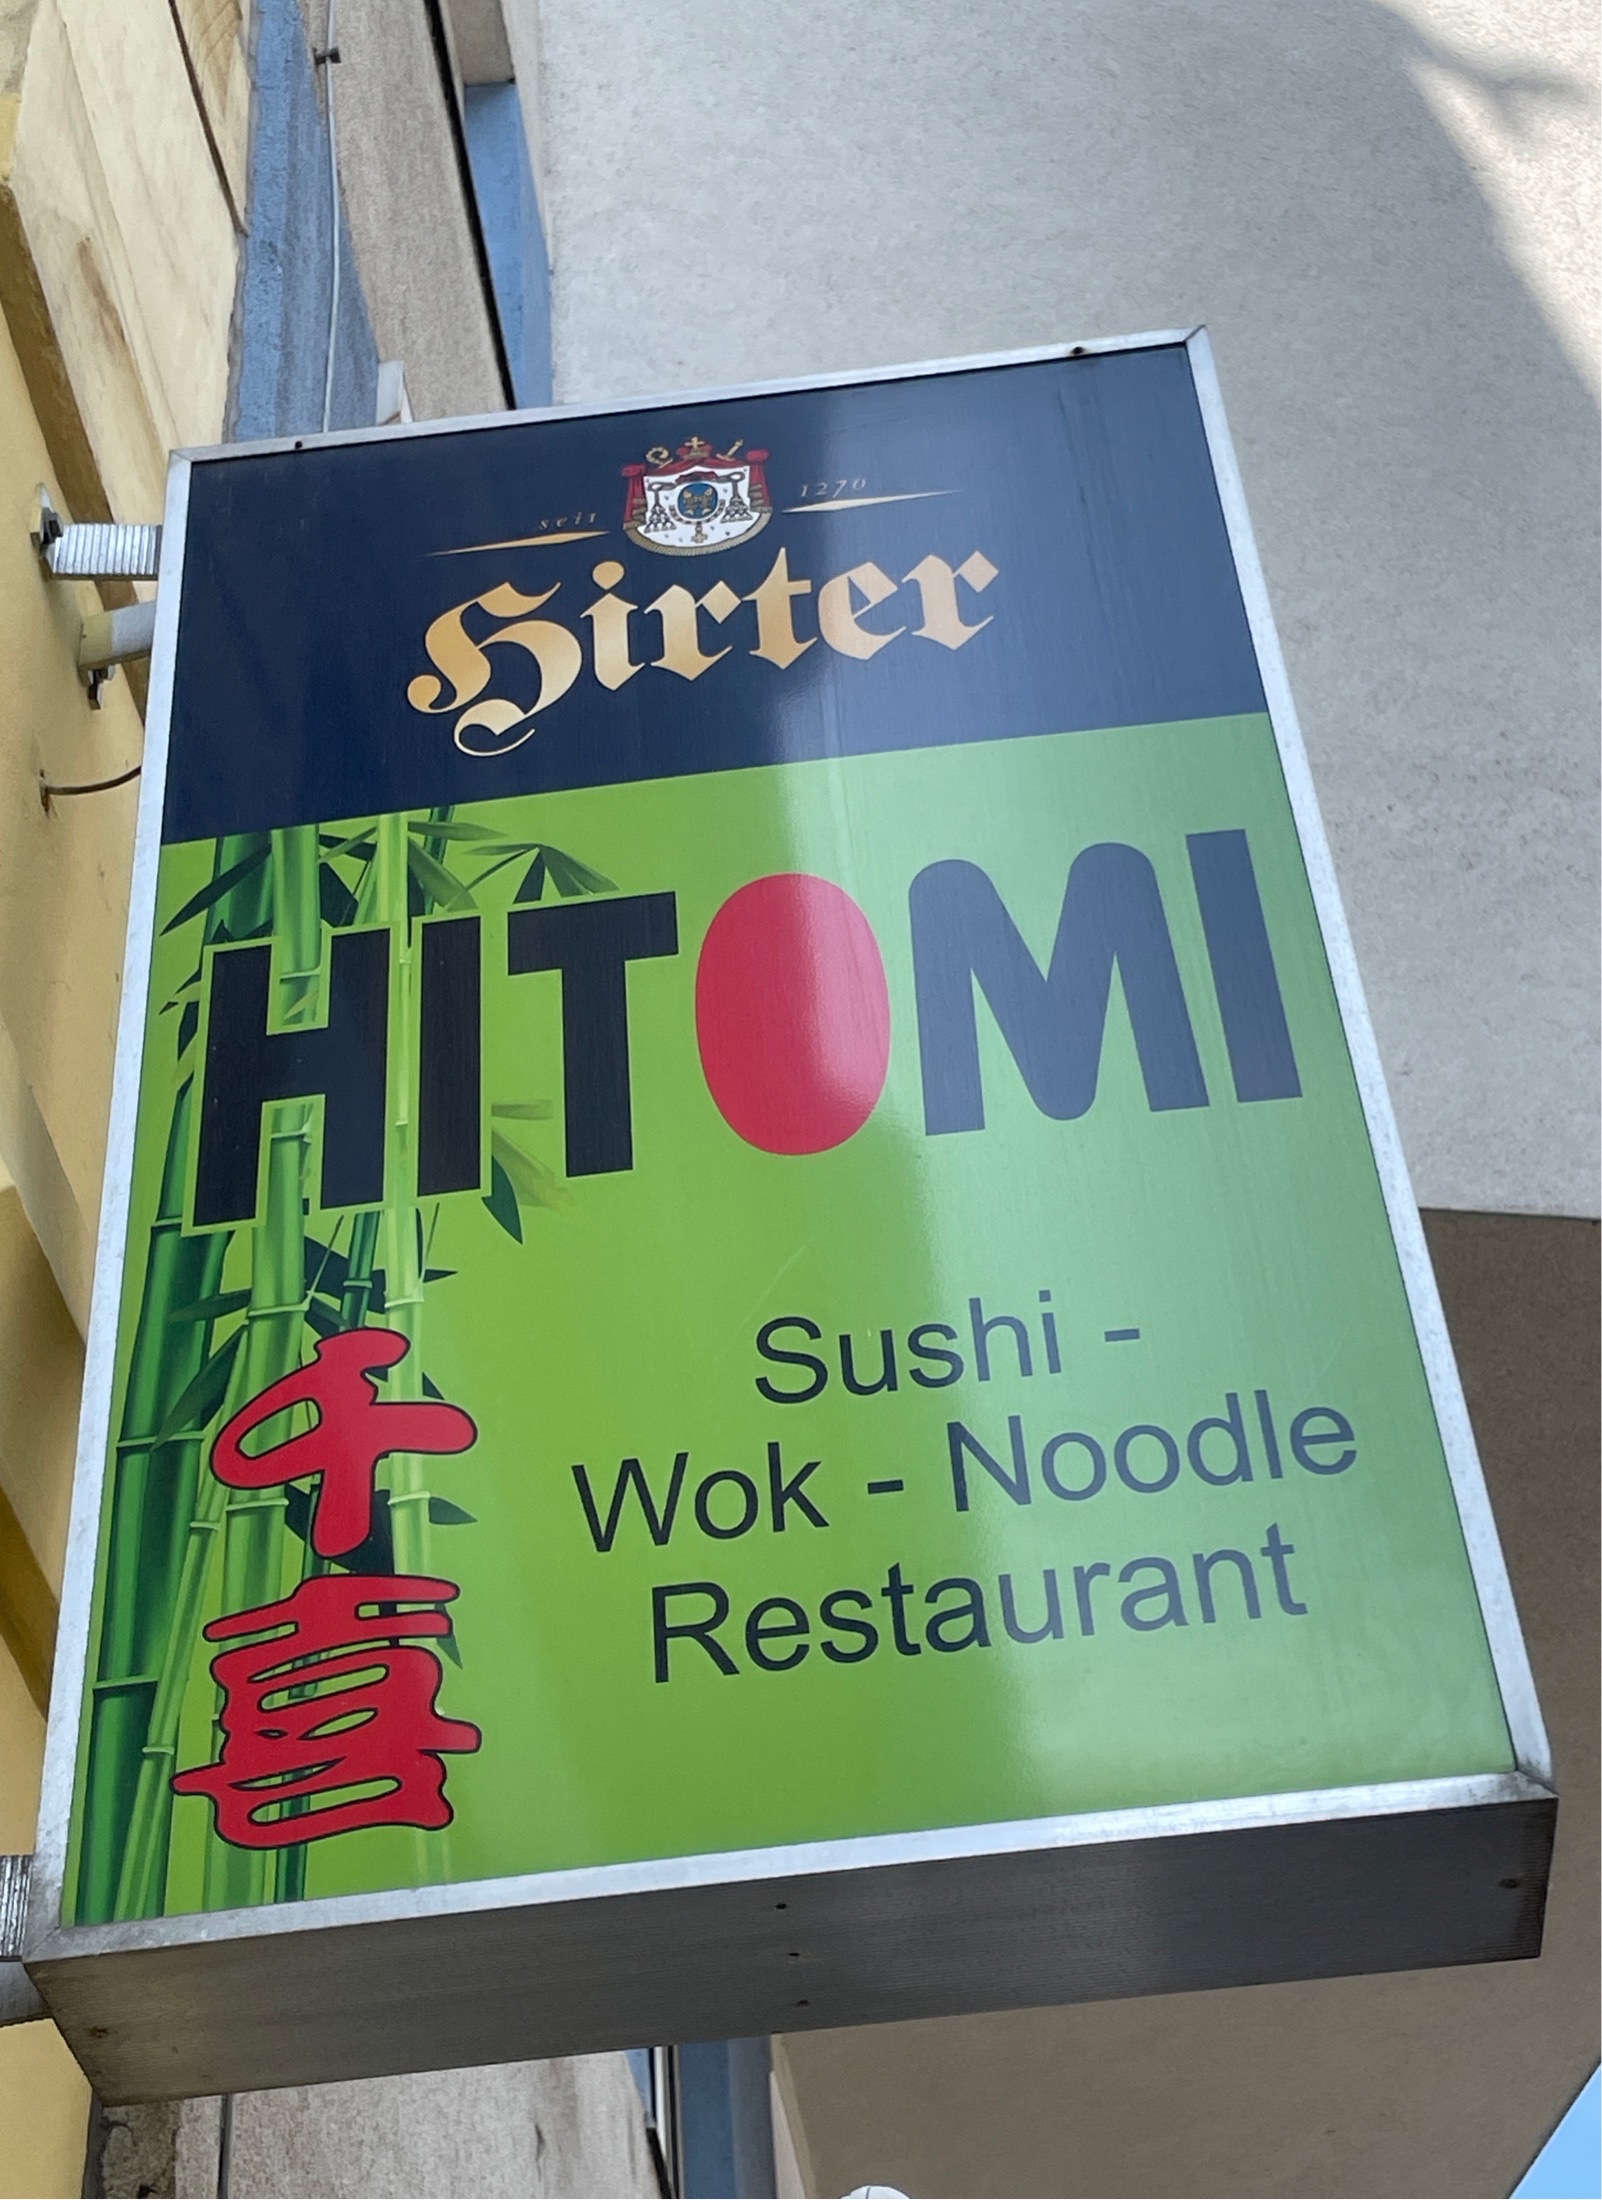 seit 1270
Hirter
HITOMI
千
喜
Sushi -
Wok - Noodle
Restaurant